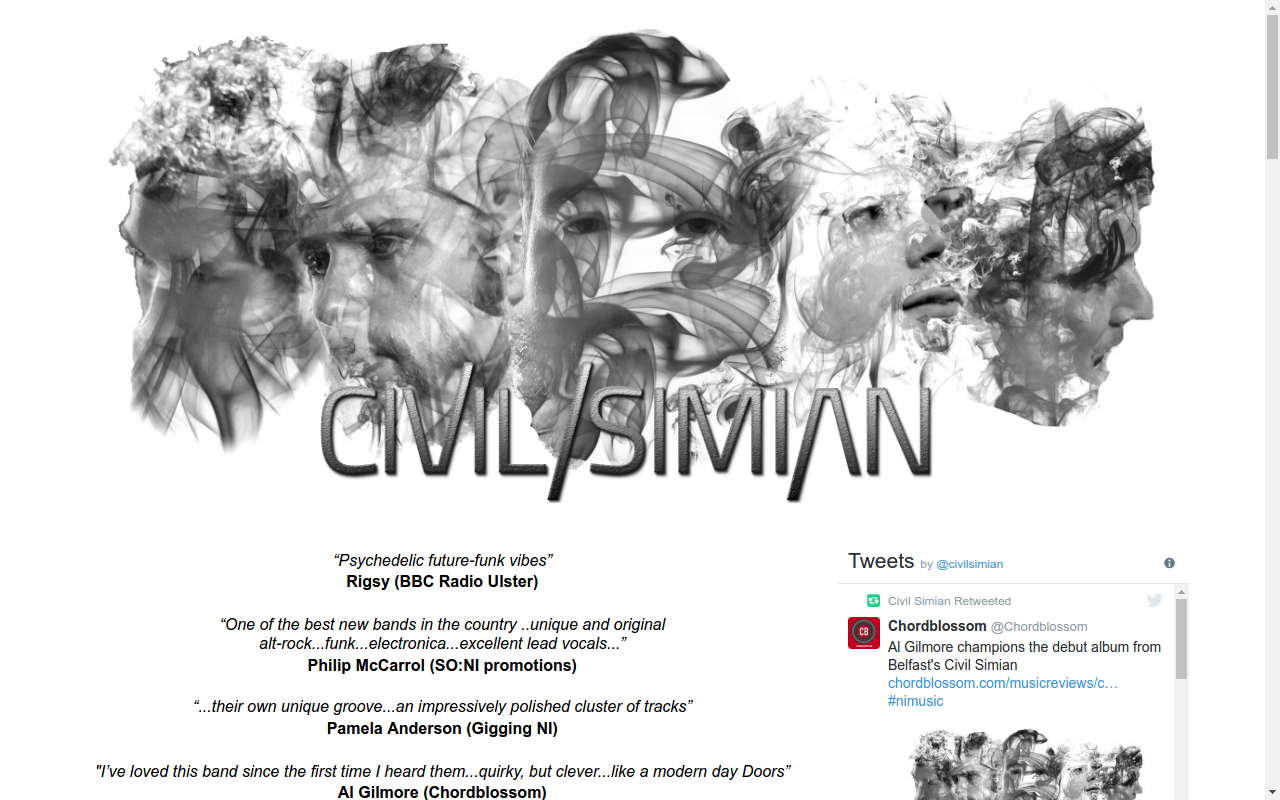 CIVIL/SIMIAN
“Psychedelic future-funk vibes”
Rigsy (BBC Radio Ulster)
“One of the best new bands in the country ..unique and original
alt-rock...funk...electronica...excellent lead vocals...”
Philip McCarrol (SO:NI promotions)
“...their own unique groove...an impressively polished cluster of tracks”
Pamela Anderson (Gigging NI)
"I’ve loved this band since the first time I heard them...quirky, but clever...like a modern day Doors”
Al Gilmore (Chordblossom)
Tweets by @civilsimian
Civil Simian Retweeted
CB
Chordblossom @Chordblossom
Al Gilmore champions the debut album from
Belfast's Civil Simian
chordblossom.com/musicreviews/c…
#nimusic